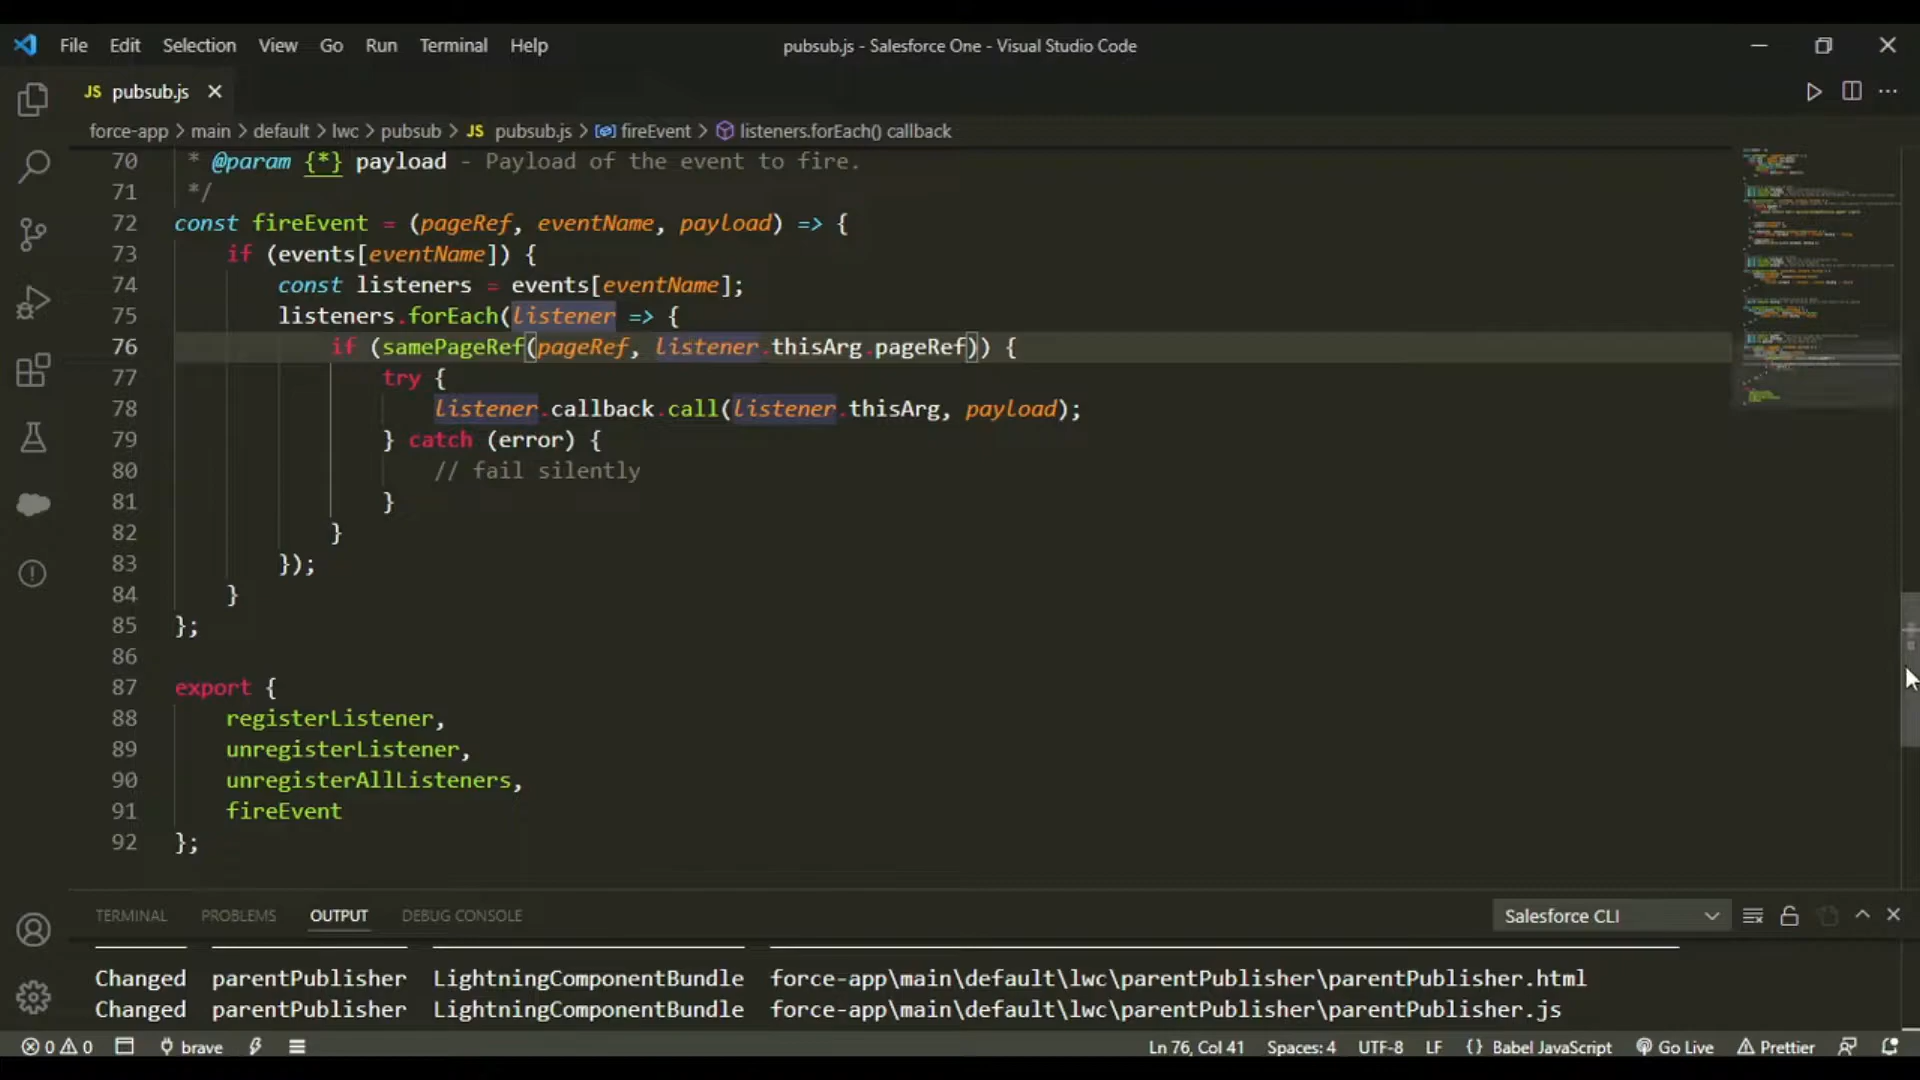 File Edit Selection View Go Run Terminal Help pubsub.js - Salesforce One - Visual Studio Code
JS pubsub.js
force-app > main > default > lwc > pubsub > JS pubsub.js > fireEvent > listeners.forEach() callback
70 * @param {*} payload - Payload of the event to fire.
71 */
72 const fireEvent = (pageRef, eventName, payload) => {
73 if (events[eventName]) {
74 const listeners = events[eventName];
75 listeners.forEach(listener => {
76 if (samePageRef(pageRef, listener.thisArg.pageRef)) {
77 try {
78 listener.callback.call(listener.thisArg, payload);
79 } catch (error) {
80 // fail silently
81 }
82 }
83 });
84 }
85 };
86
87 export {
88 registerListener,
89 unregisterListener,
90 unregisterAllListeners,
91 fireEvent
92 };
TERMINAL PROBLEMS OUTPUT DEBUG CONSOLE Salesforce CLI
Changed parentPublisher LightningComponentBundle force-app\main\default\lwc\parentPublisher\parentPublisher.html
Changed parentPublisher LightningComponentBundle force-app\main\default\lwc\parentPublisher\parentPublisher.js
0 0 brave Ln 76, Col 41 Spaces: 4 UTF-8 LF {} Babel JavaScript Go Live Prettier